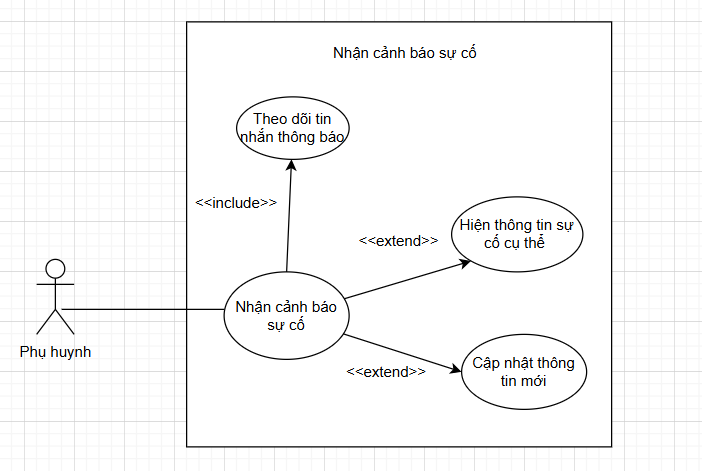 Nhận cảnh báo sự cố
Theo dõi tin
nhắn thông báo
<<include>>
Hiện thông tin sự
cố cụ thể
<<extend>>
Nhận cảnh báo
sự cố
Phụ huynh
Cập nhật thông
tin mới
<<extend>>